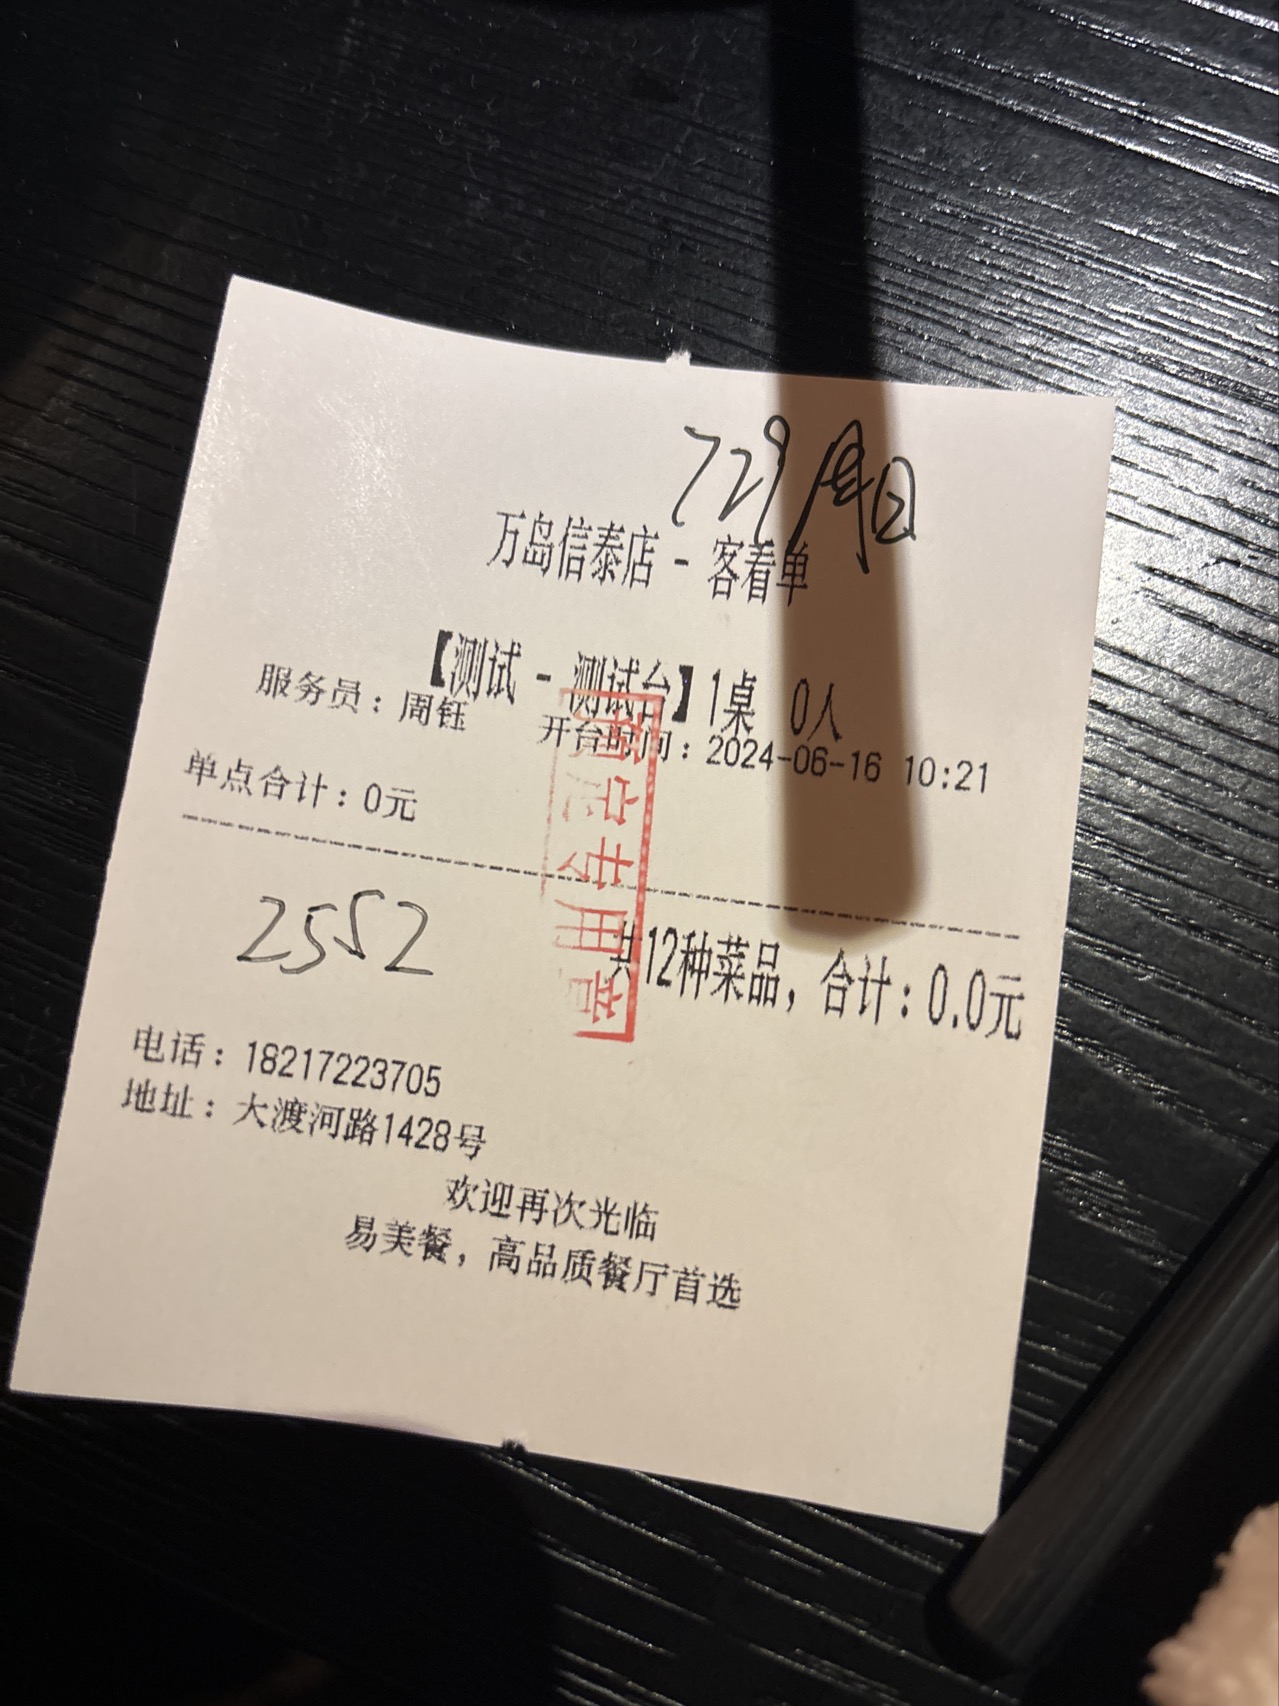 729 周日
万岛信泰店 - 客看单
【测试 - 测试台】1桌 0人
服务员：周钰 开台时间：2024-06-16 10:21
单点合计：0元
专用章
2552
共12种菜品，合计：0.0元
电话：18217223705
地址：大渡河路1428号
欢迎再次光临
易美餐，高品质餐厅首选